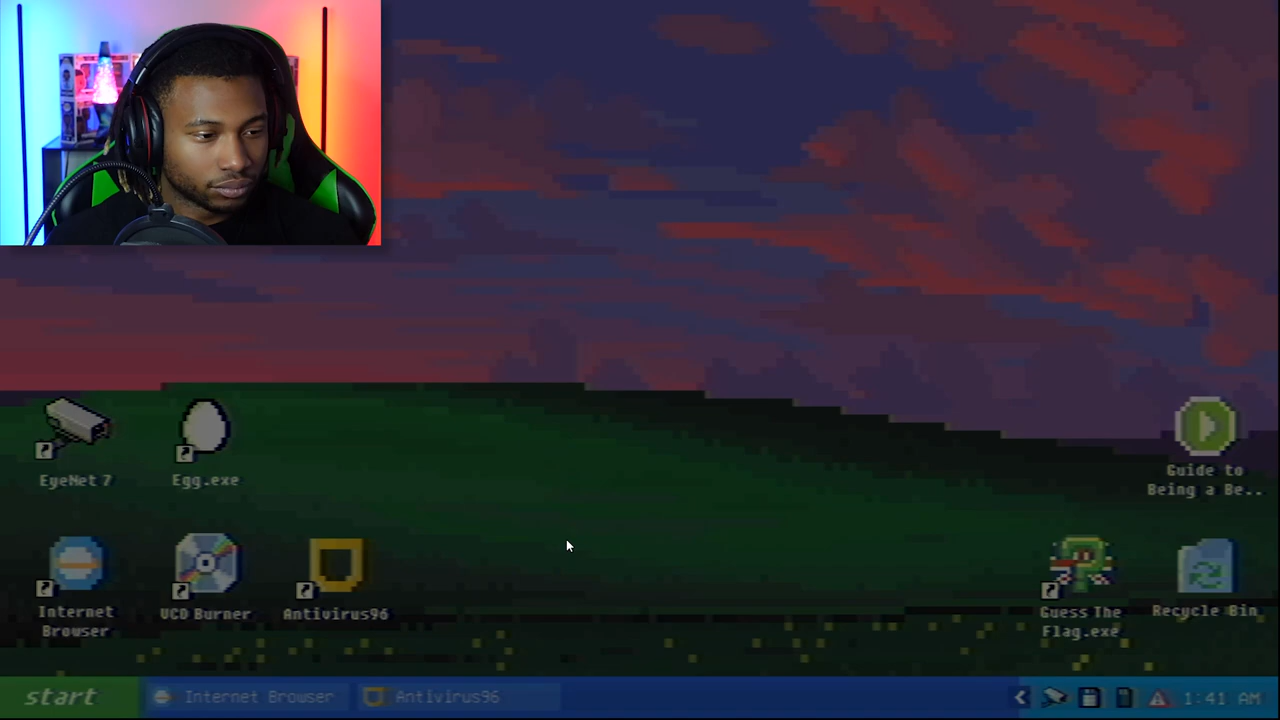 EyeNet 7
Egg.exe
Guide to
Being a Be..
Internet
Browser
VCD Burner
Antivirus96
Guess The
Flag.exe
Recycle Bin
start
Internet Browser
Antivirus96
1:41 AM